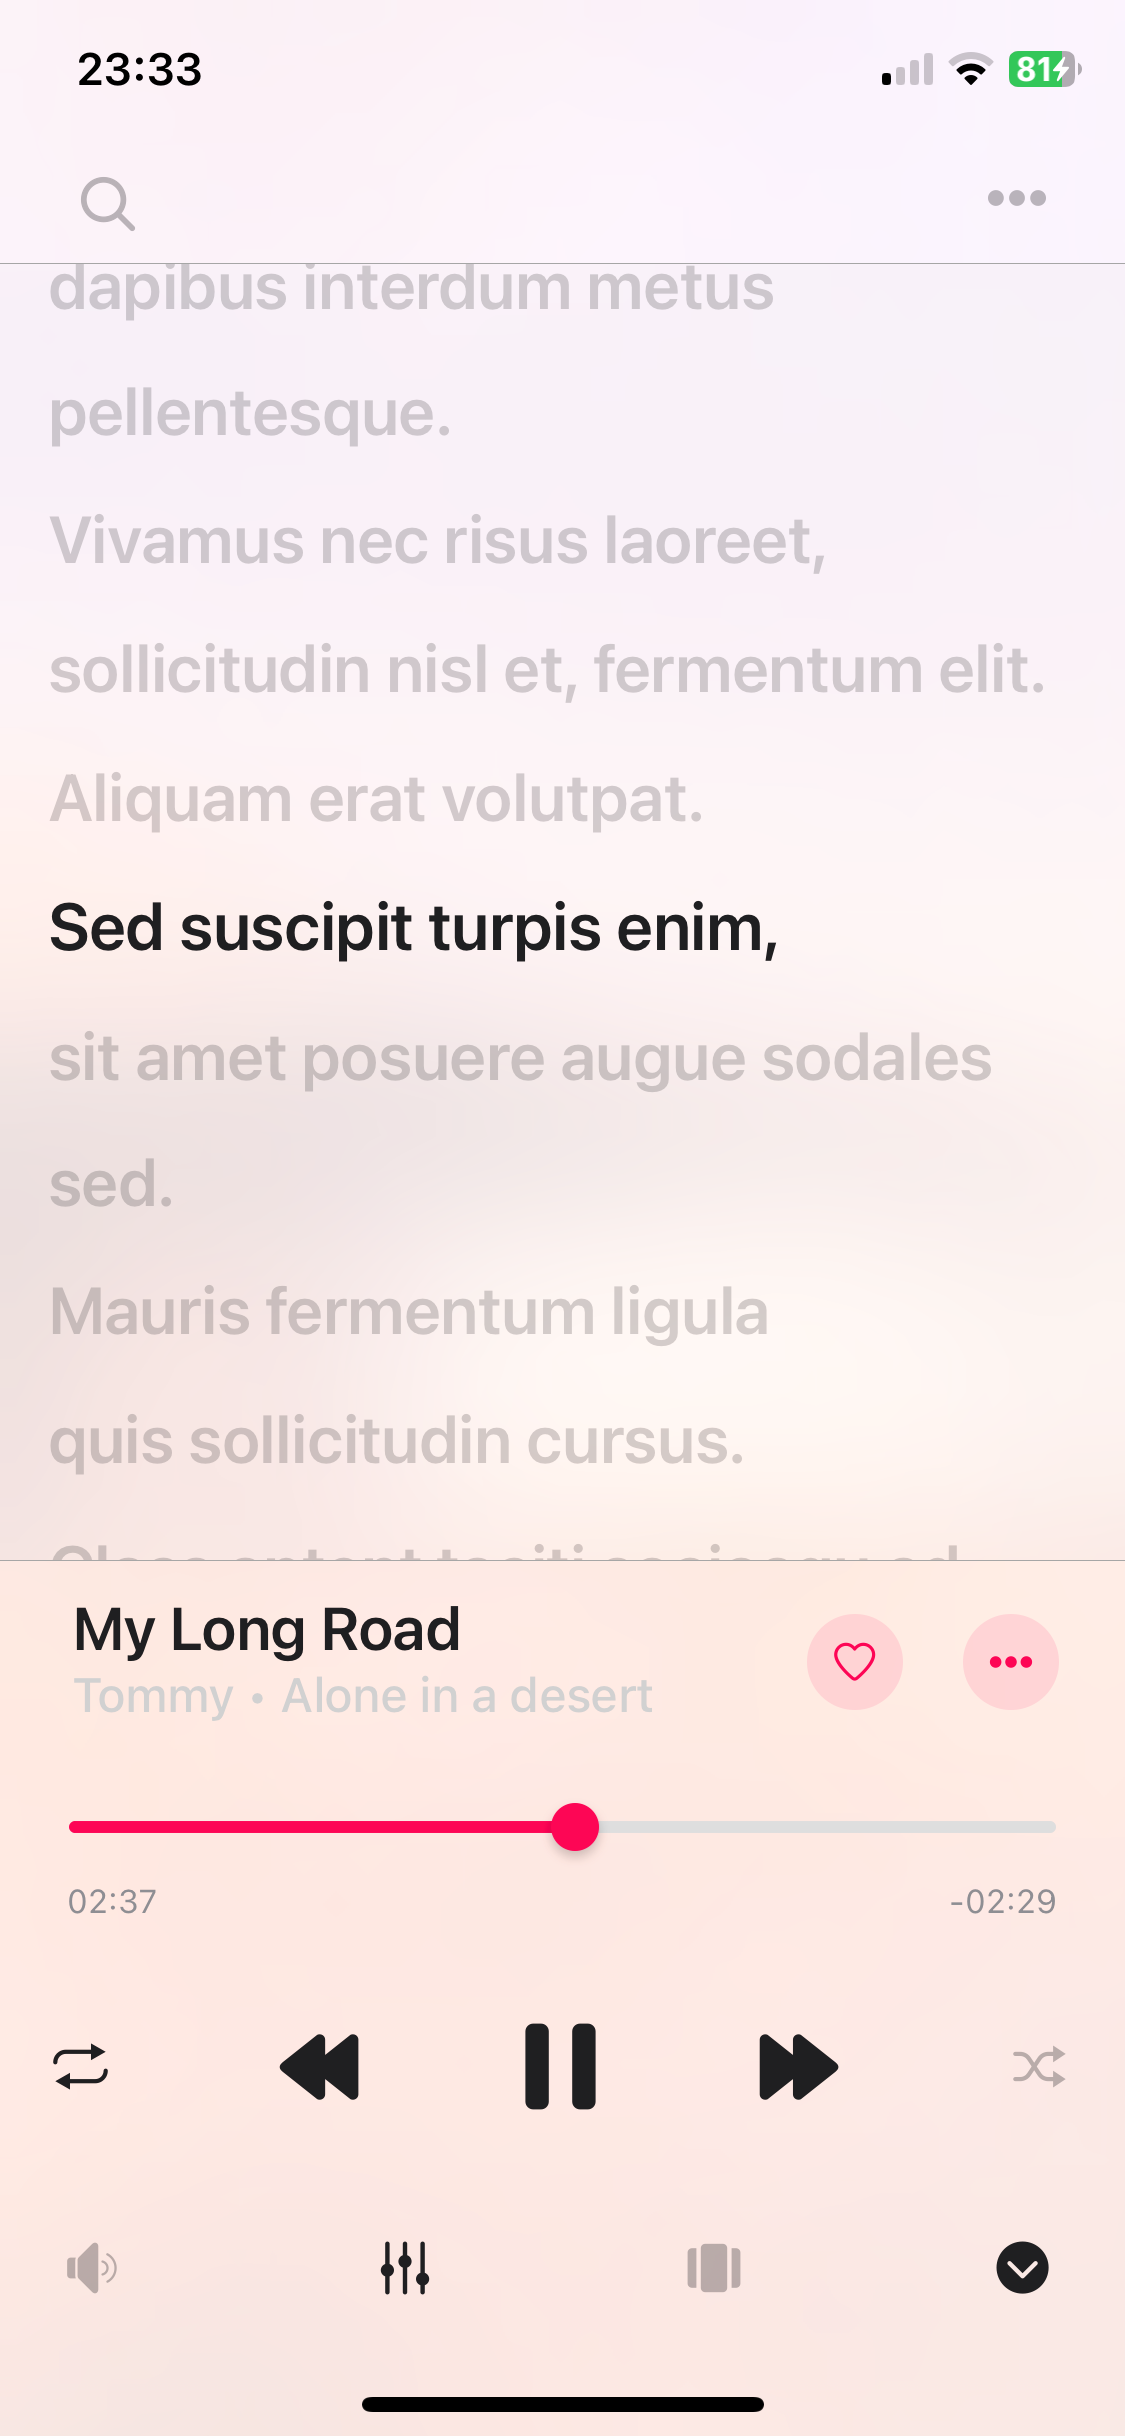 23:33
81
dapibus interdum metus
pellentesque.
Vivamus nec risus laoreet,
sollicitudin nisl et, fermentum elit.
Aliquam erat volutpat.
Sed suscipit turpis enim,
sit amet posuere augue sodales
sed.
Mauris fermentum ligula
quis sollicitudin cursus.
My Long Road
Tommy • Alone in a desert
02:37
-02:29